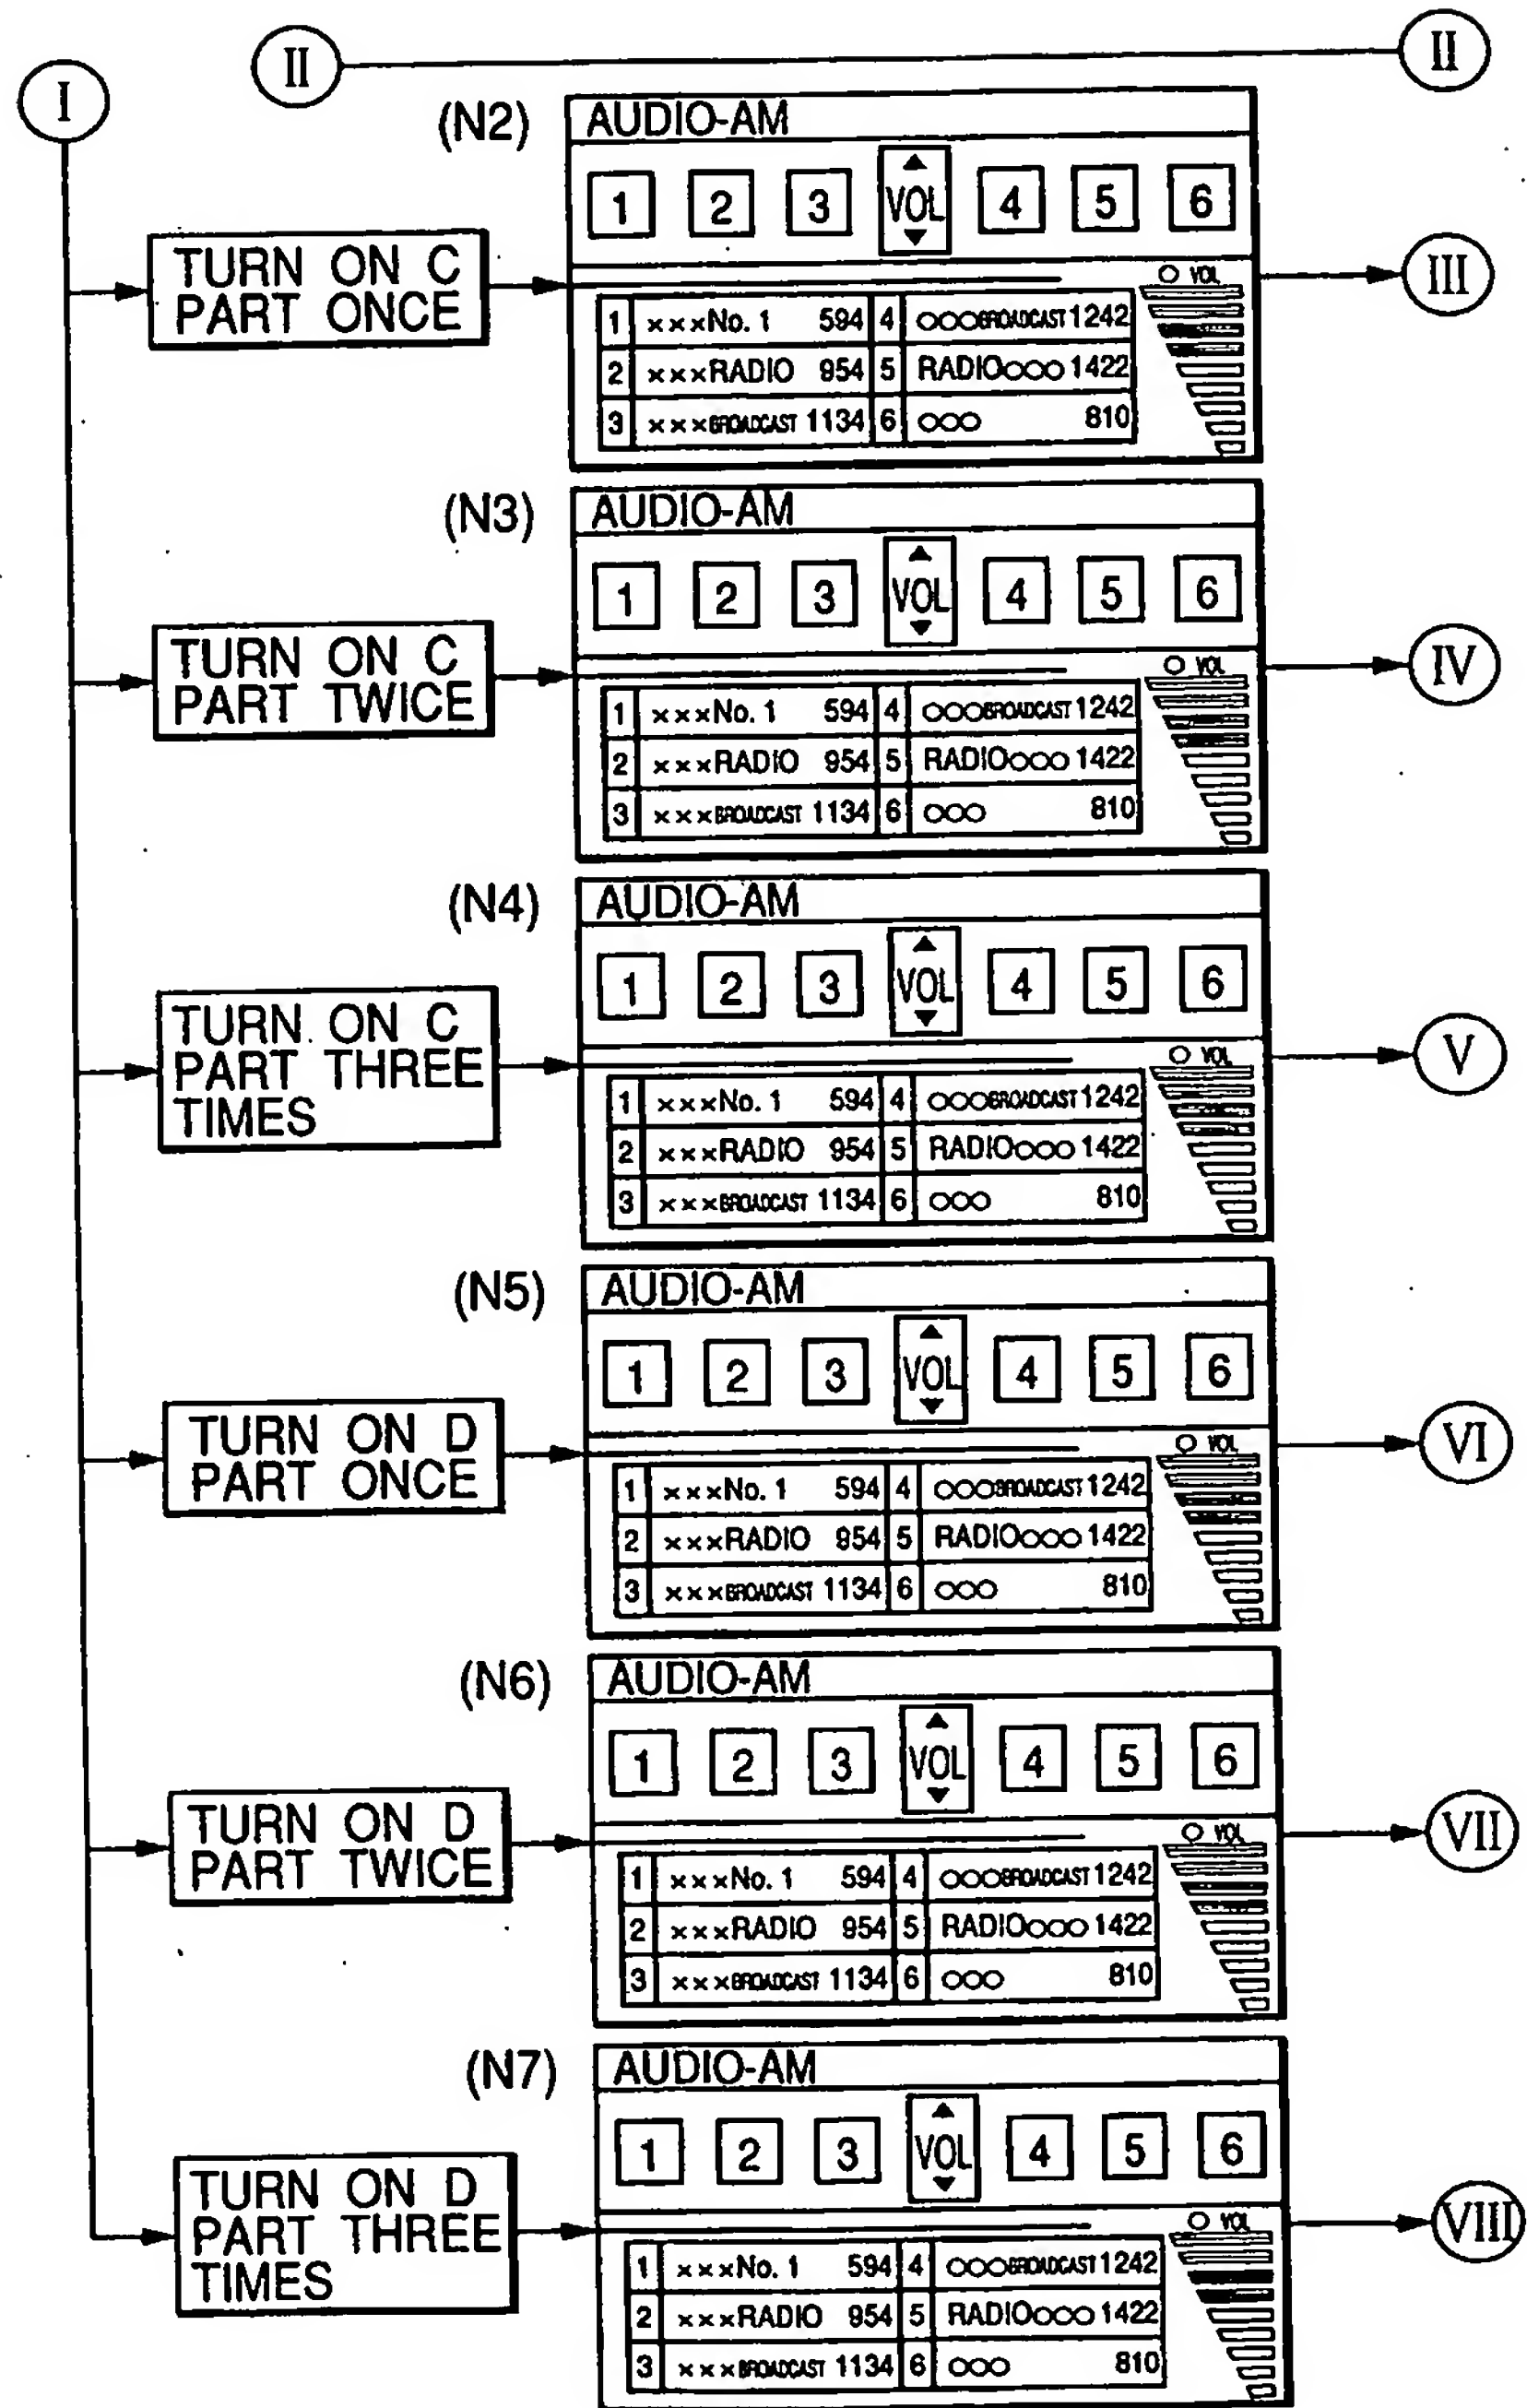 II II
I
(N2) AUDIO-AM
1 2 3 VOL 4 5 6
TURN ON C
PART ONCE
VOL
III
1 ×××No. 1 594 4 ○○○BROADCAST 1242
2 ×××RADIO 954 5 RADIO○○○ 1422
3 ×××BROADCAST 1134 6 ○○○ 810
(N3) AUDIO-AM
1 2 3 VOL 4 5 6
TURN ON C
PART TWICE
VOL
IV
1 ×××No. 1 594 4 ○○○BROADCAST 1242
2 ×××RADIO 954 5 RADIO○○○ 1422
3 ×××BROADCAST 1134 6 ○○○ 810
(N4) AUDIO-AM
1 2 3 VOL 4 5 6
TURN ON C
PART THREE
TIMES
VOL
V
1 ×××No. 1 594 4 ○○○BROADCAST 1242
2 ×××RADIO 954 5 RADIO○○○ 1422
3 ×××BROADCAST 1134 6 ○○○ 810
(N5) AUDIO-AM
1 2 3 VOL 4 5 6
TURN ON D
PART ONCE
VOL
VI
1 ×××No. 1 594 4 ○○○BROADCAST 1242
2 ×××RADIO 954 5 RADIO○○○ 1422
3 ×××BROADCAST 1134 6 ○○○ 810
(N6) AUDIO-AM
1 2 3 VOL 4 5 6
TURN ON D
PART TWICE
VOL
VII
1 ×××No. 1 594 4 ○○○BROADCAST 1242
2 ×××RADIO 954 5 RADIO○○○ 1422
3 ×××BROADCAST 1134 6 ○○○ 810
(N7) AUDIO-AM
1 2 3 VOL 4 5 6
TURN ON D
PART THREE
TIMES
VOL
VIII
1 ×××No. 1 594 4 ○○○BROADCAST 1242
2 ×××RADIO 954 5 RADIO○○○ 1422
3 ×××BROADCAST 1134 6 ○○○ 810